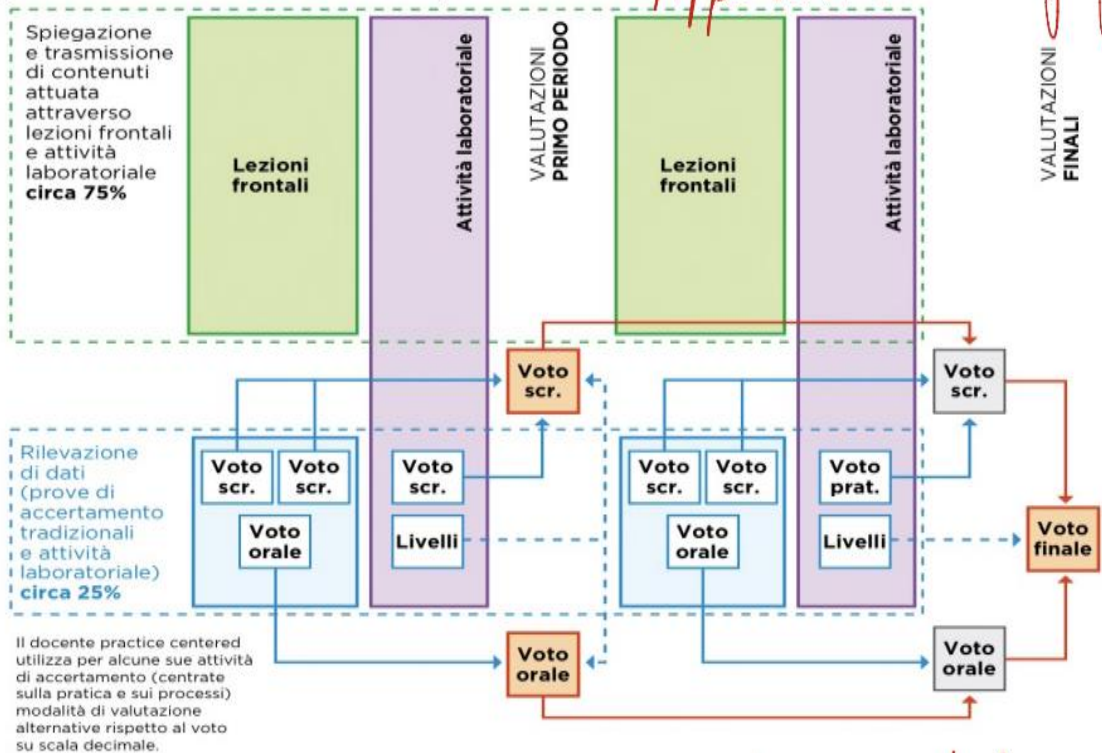 Spiegazione
e trasmissione
di contenuti
attuata
attraverso
lezioni frontali
e attività
laboratoriale
circa 75%
Lezioni
frontali
Attività laboratoriale
VALUTAZIONI
PRIMO PERIODO
Lezioni
frontali
Attività laboratoriale
VALUTAZIONI
FINALI
Voto
scr.
Voto
scr.
Rilevazione
di dati
(prove di
accertamento
tradizionali
e attività
laboratoriale)
circa 25%
Voto
scr.
Voto
scr.
Voto
orale
Voto
scr.
Livelli
Voto
scr.
Voto
scr.
Voto
orale
Voto
prat.
Livelli
Voto
finale
Il docente practice centered
utilizza per alcune sue attività
di accertamento (centrate
sulla pratica e sui processi)
modalità di valutazione
alternative rispetto al voto
su scala decimale.
Voto
orale
Voto
orale